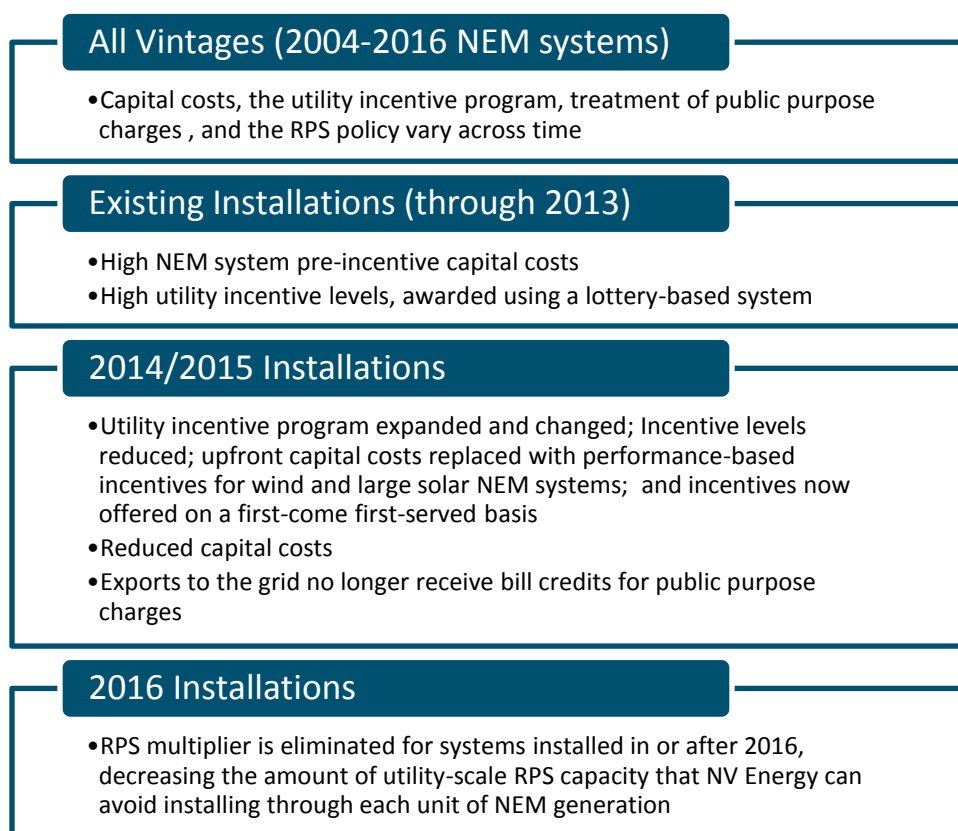 All Vintages (2004-2016 NEM systems)
•Capital costs, the utility incentive program, treatment of public purpose
charges , and the RPS policy vary across time
Existing Installations (through 2013)
•High NEM system pre-incentive capital costs
•High utility incentive levels, awarded using a lottery-based system
2014/2015 Installations
•Utility incentive program expanded and changed; Incentive levels
reduced; upfront capital costs replaced with performance-based
incentives for wind and large solar NEM systems;  and incentives now
offered on a first-come first-served basis
•Reduced capital costs
•Exports to the grid no longer receive bill credits for public purpose
charges
2016 Installations
•RPS multiplier is eliminated for systems installed in or after 2016,
decreasing the amount of utility-scale RPS capacity that NV Energy can
avoid installing through each unit of NEM generation